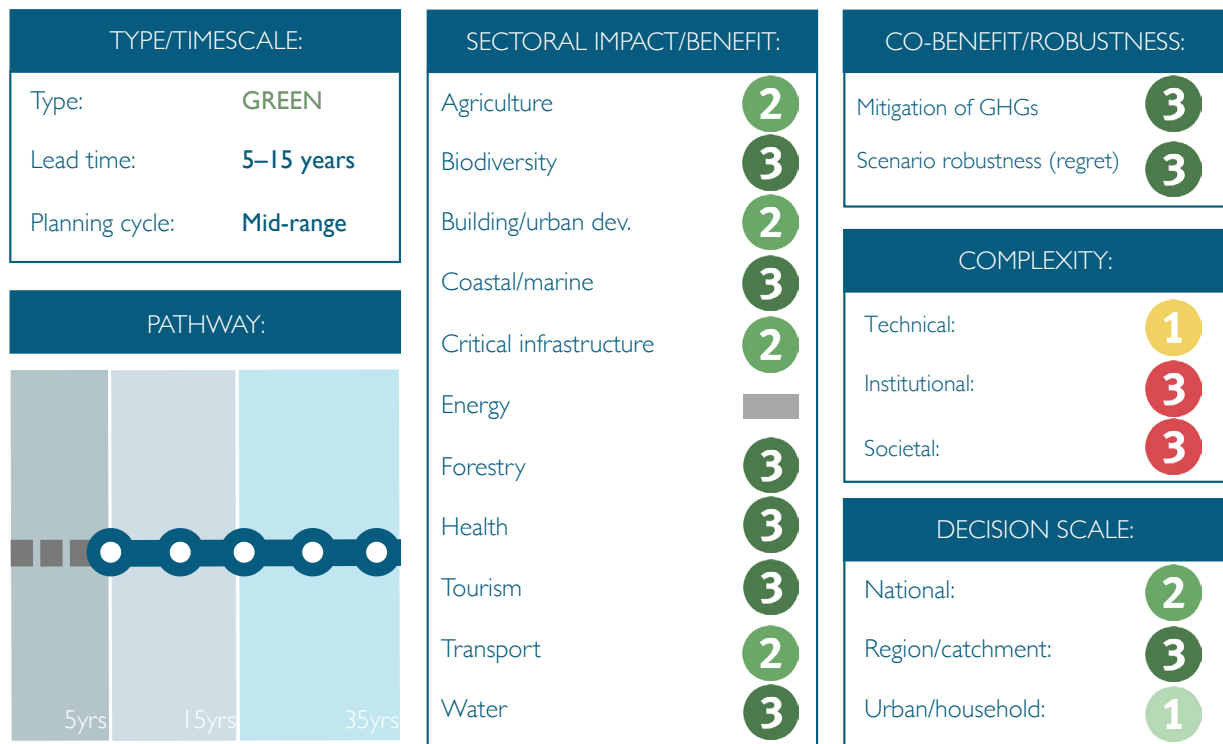 TYPE/TIMESCALE:
Type: GREEN
Lead time: 5–15 years
Planning cycle: Mid-range
PATHWAY:
5yrs 15yrs 35yrs
SECTORAL IMPACT/BENEFIT:
Agriculture 2
Biodiversity 3
Building/urban dev. 2
Coastal/marine 3
Critical infrastructure 2
Energy
Forestry 3
Health 3
Tourism 3
Transport 2
Water 3
CO-BENEFIT/ROBUSTNESS:
Mitigation of GHGs 3
Scenario robustness (regret) 3
COMPLEXITY:
Technical: 1
Institutional: 3
Societal: 3
DECISION SCALE:
National: 2
Region/catchment: 3
Urban/household: 1